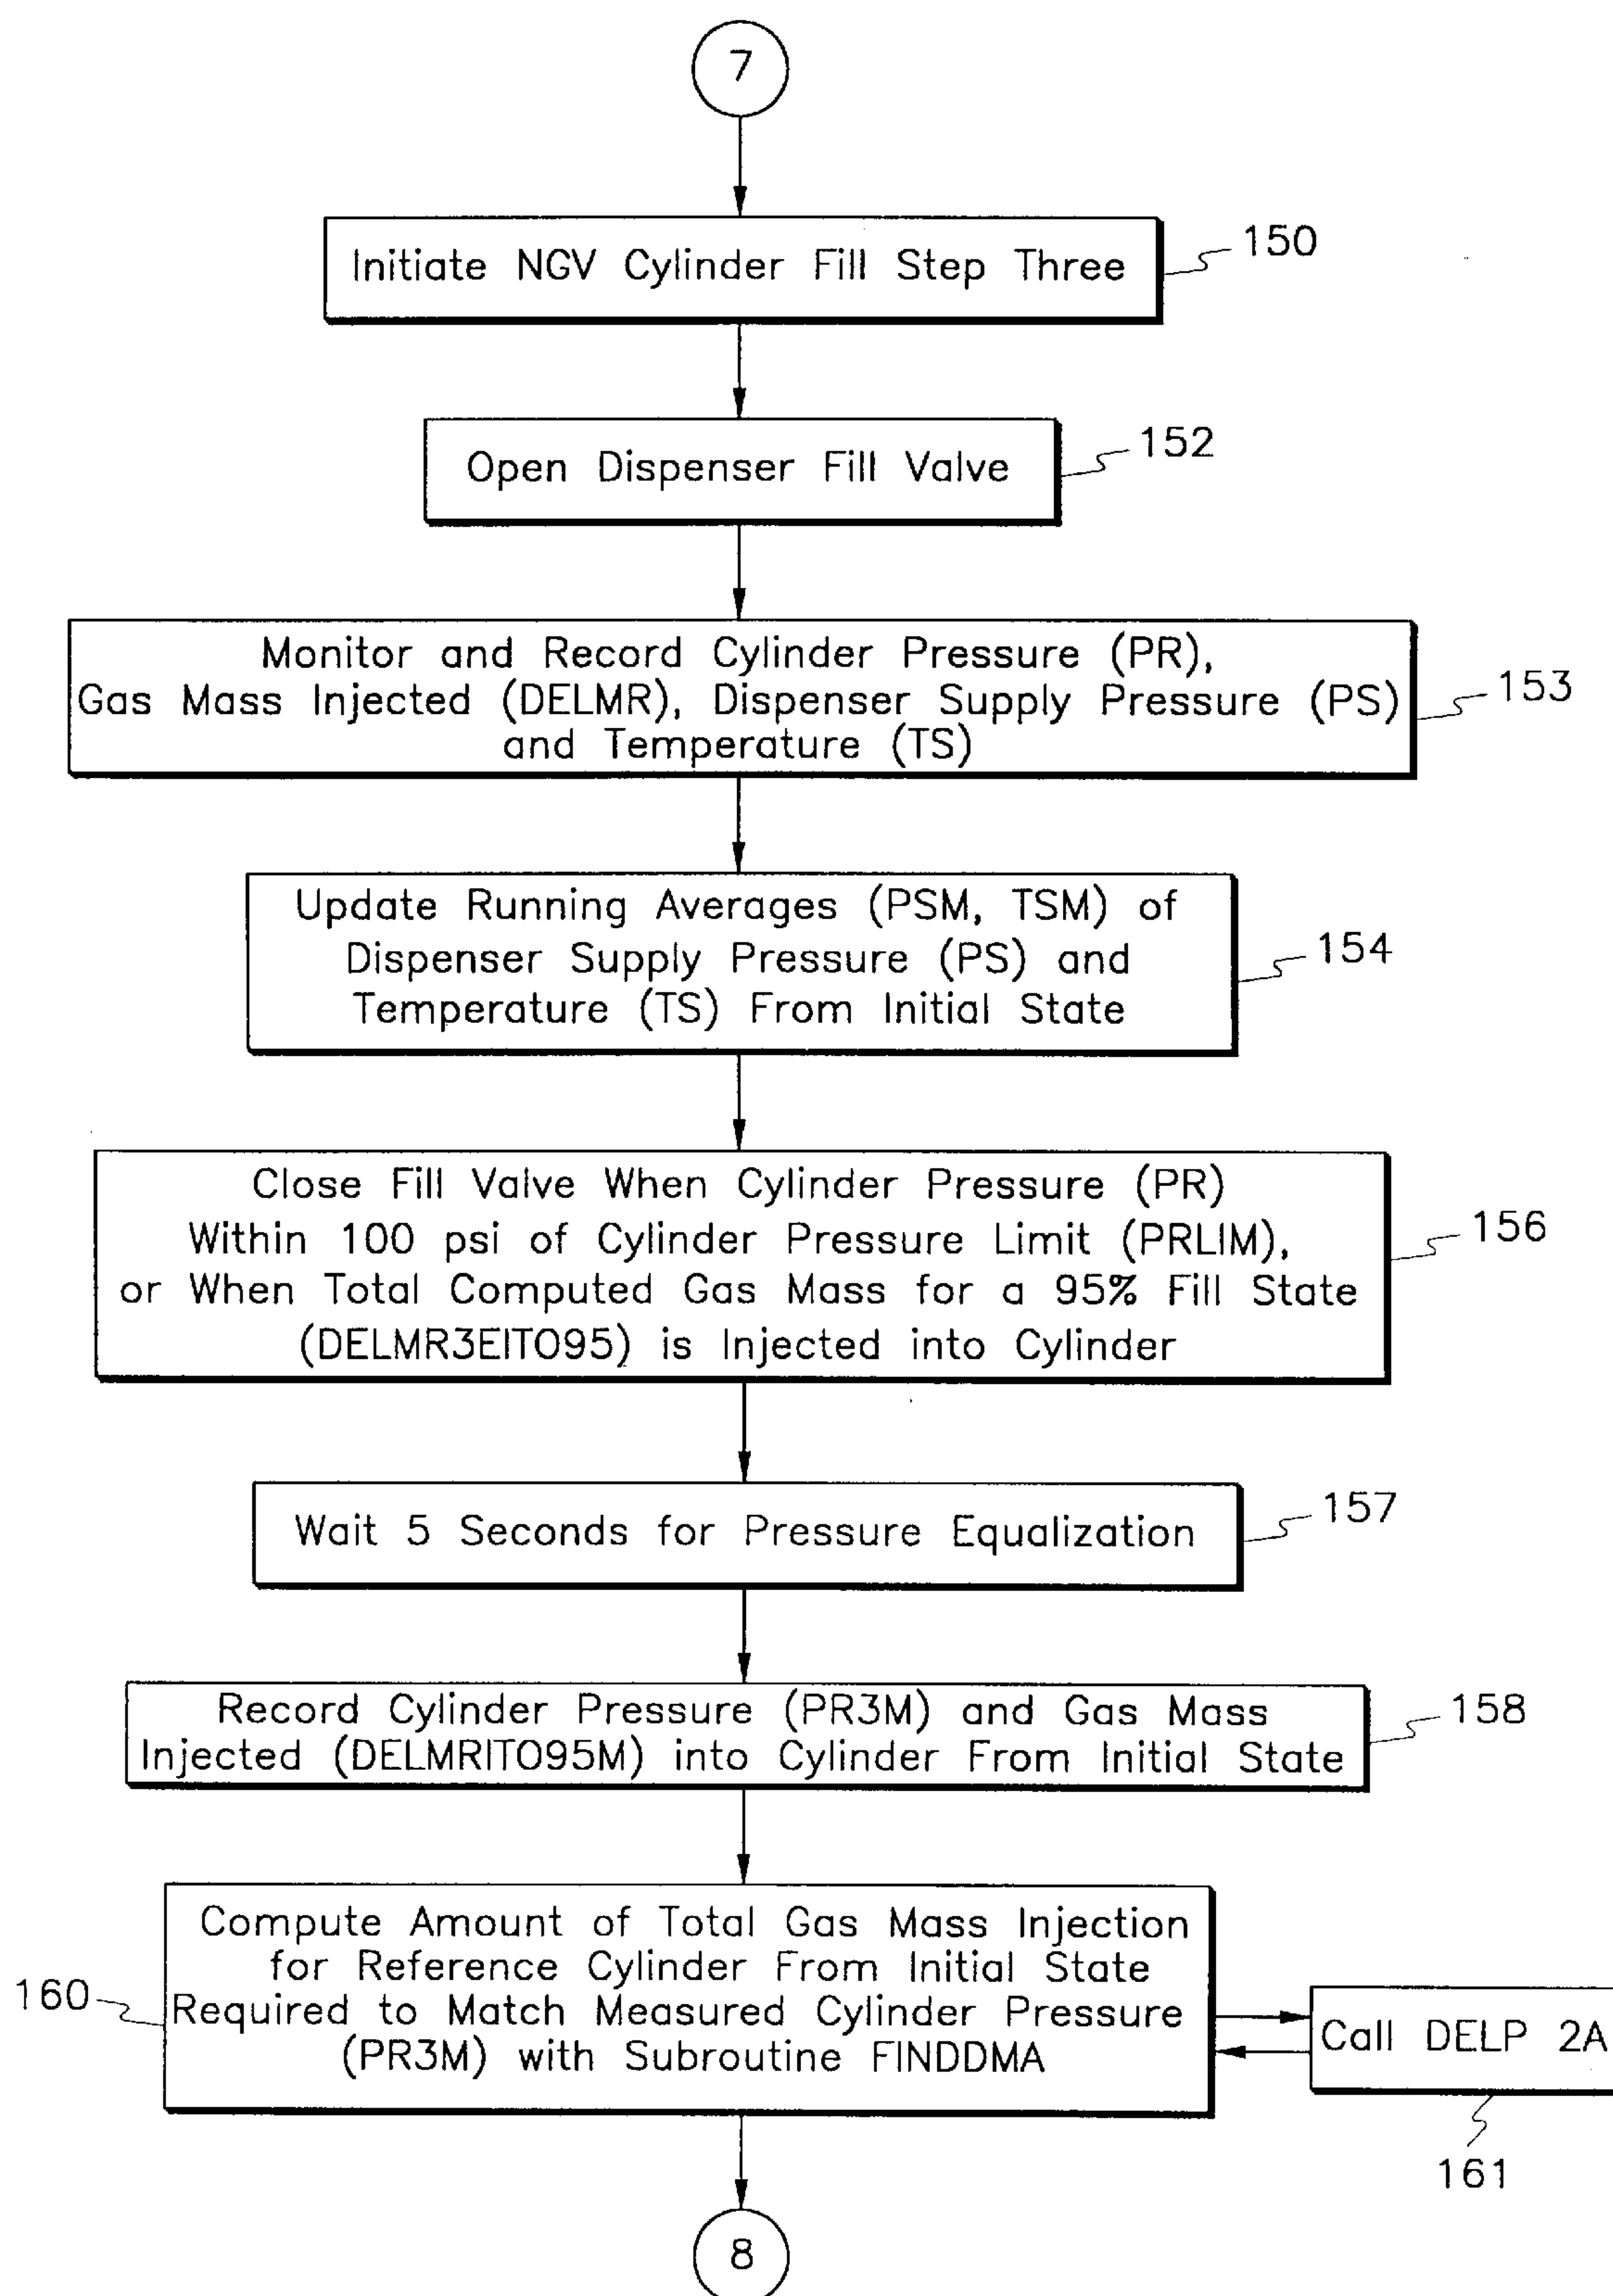 7
Initiate NGV Cylinder Fill Step Three
150
Open Dispenser Fill Valve
152
Monitor and Record Cylinder Pressure (PR),
Gas Mass Injected (DELMR), Dispenser Supply Pressure (PS)
and Temperature (TS)
153
Update Running Averages (PSM, TSM) of
Dispenser Supply Pressure (PS) and
Temperature (TS) From Initial State
154
Close Fill Valve When Cylinder Pressure (PR)
Within 100 psi of Cylinder Pressure Limit (PRLIM),
or When Total Computed Gas Mass for a 95% Fill State
(DELMR3EITO95) is Injected into Cylinder
156
Wait 5 Seconds for Pressure Equalization
157
Record Cylinder Pressure (PR3M) and Gas Mass
Injected (DELMRITO95M) into Cylinder From Initial State
158
Compute Amount of Total Gas Mass Injection
for Reference Cylinder From Initial State
Required to Match Measured Cylinder Pressure
(PR3M) with Subroutine FINDDMA
160
Call DELP 2A
161
8